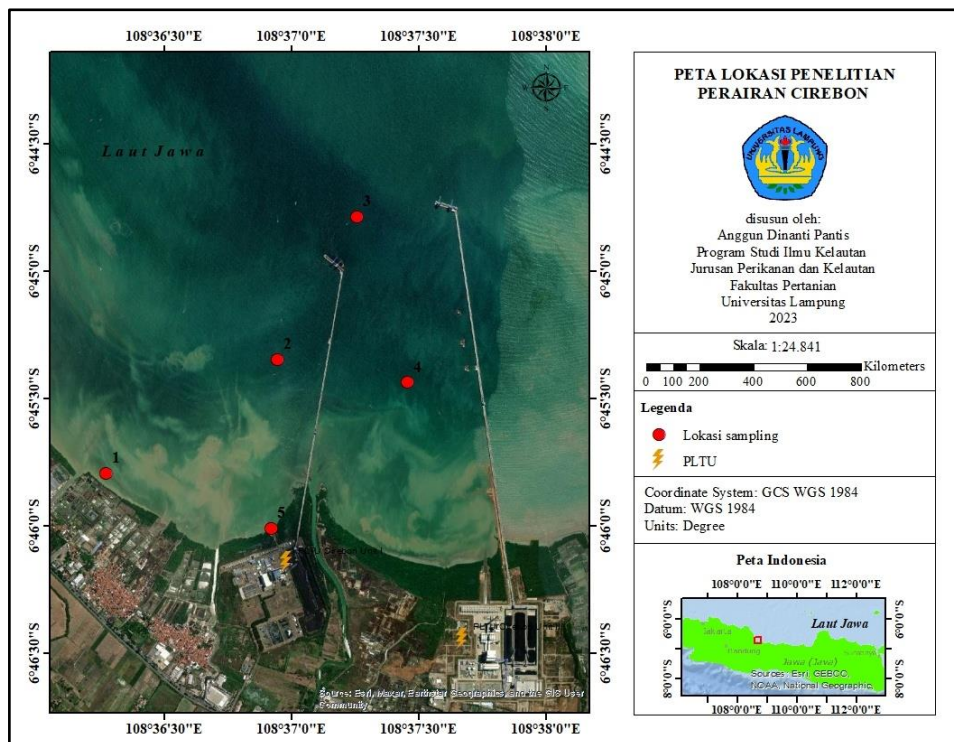 108°36'30"E 108°37'0"E 108°37'30"E 108°38'0"E
6°44'30"S
6°45'0"S
6°45'30"S
6°46'0"S
6°46'30"S
Laut Jawa
3
2
4
1
5
Source: Esri, Maxar, Earthstar Geographics, and the GIS User
Community
108°36'30"E 108°37'0"E 108°37'30"E 108°38'0"E
6°44'30"S
6°45'0"S
6°45'30"S
6°46'0"S
6°46'30"S
PETA LOKASI PENELITIAN
PERAIRAN CIREBON
UNIVERSITAS LAMPUNG
disusun oleh:
Anggun Dinanti Pantis
Program Studi Ilmu Kelautan
Jurusan Perikanan dan Kelautan
Fakultas Pertanian
Universitas Lampung
2023
Skala: 1:24.841
Kilometers
0 100 200 400 600 800
Legenda
Lokasi sampling
PLTU
Coordinate System: GCS WGS 1984
Datum: WGS 1984
Units: Degree
Peta Indonesia
108°0'0"E 110°0'0"E 112°0'0"E
6°0'0"S
8°0'0"S
Laut Jawa
Jakarta
Bandung
Jawa (Java)
Sources: Esri, GEBCO,
NOAA, National Geographic,
6°0'0"S
8°0'0"S
108°0'0"E 110°0'0"E 112°0'0"E